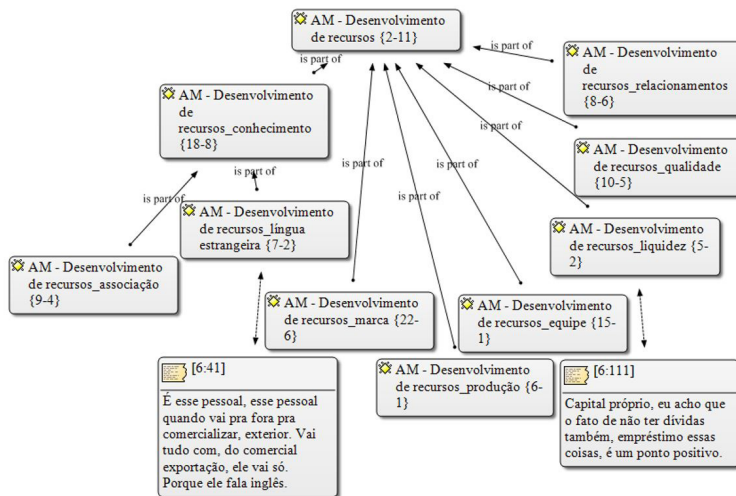 AM - Desenvolvimento
de recursos {2-11}
is part of
is part of
AM - Desenvolvimento
de
recursos_relacionamentos
{8-6}
AM - Desenvolvimento
de
recursos_conhecimento
{18-8}
is part of
is part of
AM - Desenvolvimento
de recursos_qualidade
{10-5}
is part of
is part of
is part of
is part of
is part of
AM - Desenvolvimento
de recursos_língua
estrangeira {7-2}
AM - Desenvolvimento
de recursos_liquidez {5-
2}
AM - Desenvolvimento
de recursos_associação
{9-4}
AM - Desenvolvimento
de recursos_marca {22-
6}
AM - Desenvolvimento
de recursos_equipe {15-
1}
AM - Desenvolvimento
de recursos_produção {6-
1}
[6:41]
É esse pessoal, esse pessoal
quando vai pra fora pra
comercializar, exterior. Vai
tudo com, do comercial
exportação, ele vai só.
Porque ele fala inglês.
[6:111]
Capital próprio, eu acho que
o fato de não ter dívidas
também, empréstimo essas
coisas, é um ponto positivo.